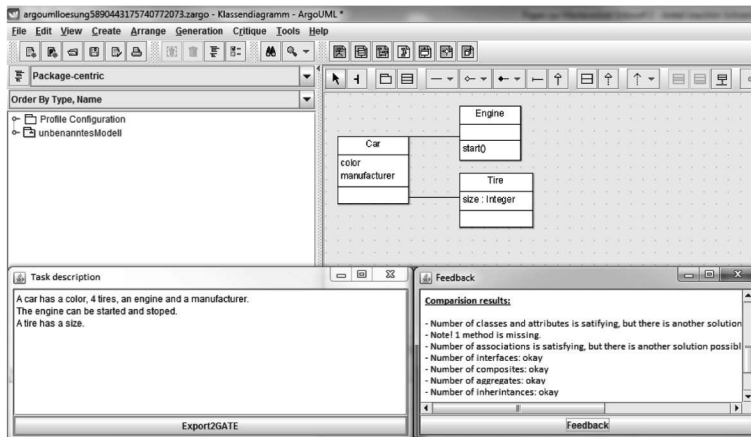 argoumlloesung5890443175740772073.zargo - Klassendiagramm - ArgoUML *
File Edit View Create Arrange Generation Critique Tools Help
Package-centric
Order By Type, Name
Profile Configuration
unbenanntesModell
Engine
start()
Car
color
manufacturer
Tire
size : Integer
Task description
A car has a color, 4 tires, an engine and a manufacturer.
The engine can be started and stoped.
A tire has a size.
Export2GATE
Feedback
Comparision results:
- Number of classes and attributes is satifying, but there is another solution
- Note! 1 method is missing.
- Number of associations is satisfying, but there is another solution possibl
- Number of interfaces: okay
- Number of composites: okay
- Number of aggregates: okay
- Number of inherintances: okay
Feedback